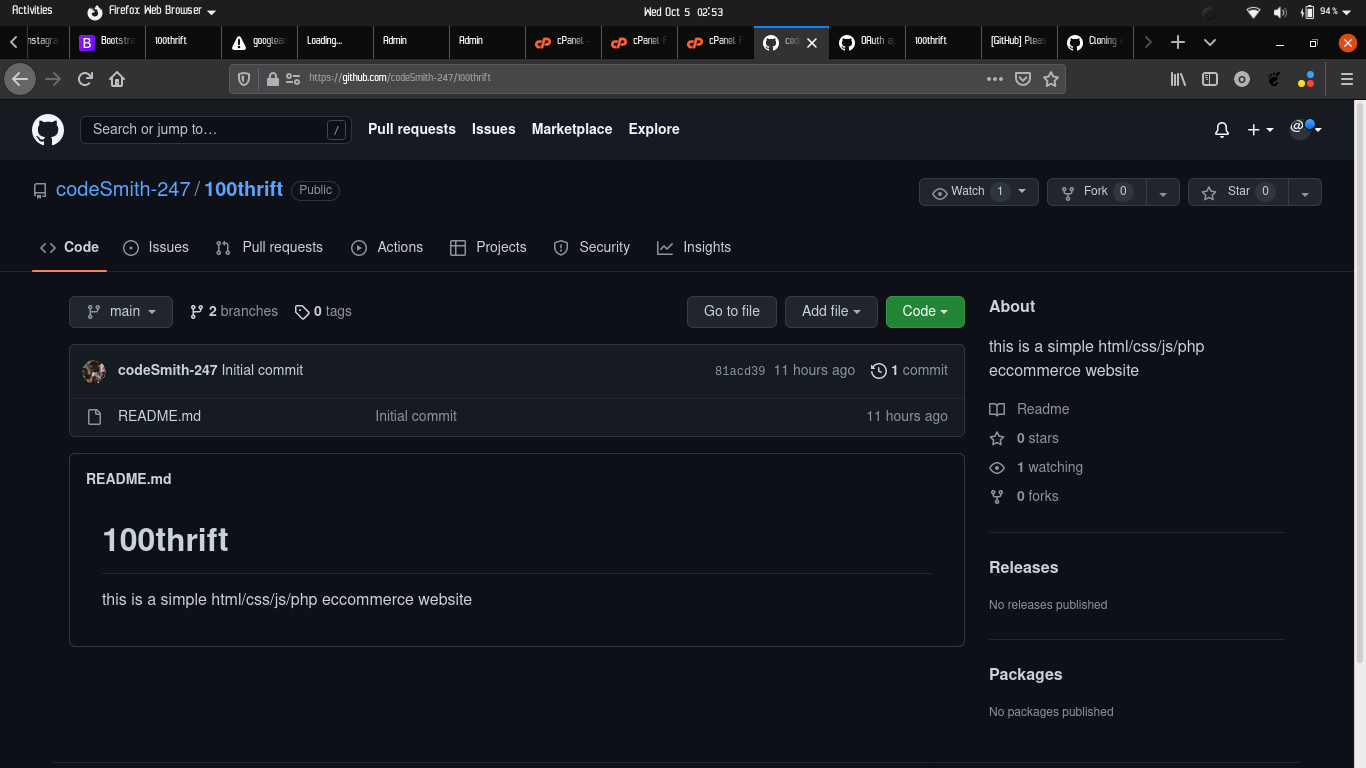 Activities Firefox Web Browser Wed Oct 5 02:53 94%
Bootstra 100thrift Loading... Admin Admin cPanel cPanel F cPanel F OAuth a 100thrift [GitHub] Pleas Cloning
https://github.com/codeSmith-247/100thrift
Search or jump to… / Pull requests Issues Marketplace Explore
codeSmith-247 / 100thrift Public Watch 1 Fork 0 Star 0
Code Issues Pull requests Actions Projects Security Insights
main 2 branches 0 tags Go to file Add file Code
codeSmith-247 Initial commit 81acd39 11 hours ago 1 commit
README.md Initial commit 11 hours ago
README.md
100thrift
this is a simple html/css/js/php eccommerce website
About
this is a simple html/css/js/php
eccommerce website
Readme
0 stars
1 watching
0 forks
Releases
No releases published
Packages
No packages published